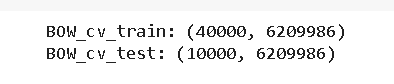 BOW_cv_train: (40000, 6209986)
BOW_cv_test: (10000, 6209986)